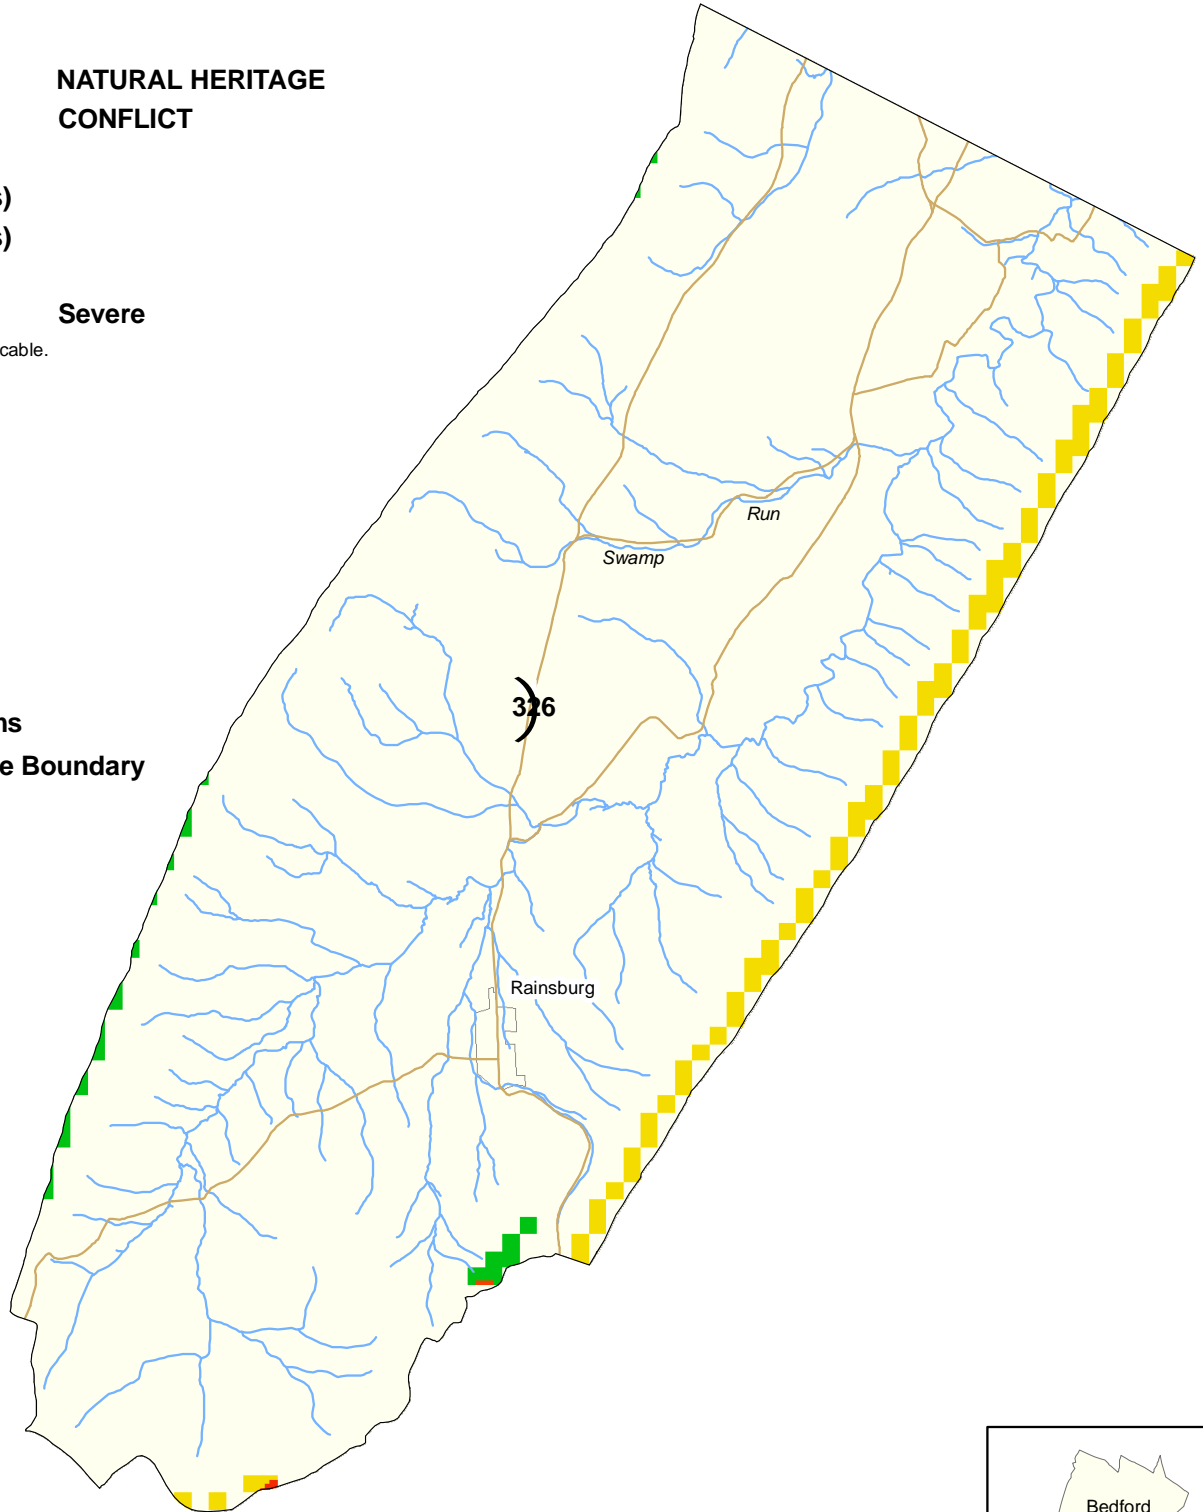 NATURAL HERITAGE
CONFLICT
s)
s)
Severe
cable.
Run
Swamp
326
ns
e Boundary
Rainsburg
Bedford